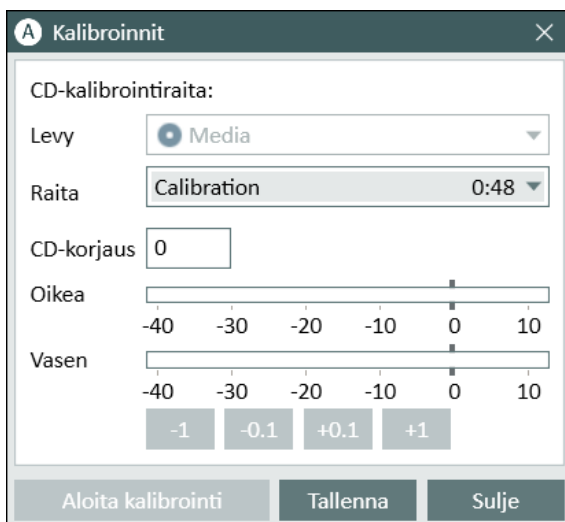 A Kalibroinnit
CD-kalibrointiraita:
Levy Media
Raita Calibration 0:48
CD-korjaus 0
Oikea
-40 -30 -20 -10 0 10
Vasen
-40 -30 -20 -10 0 10
-1 -0.1 +0.1 +1
Aloita kalibrointi Tallenna Sulje